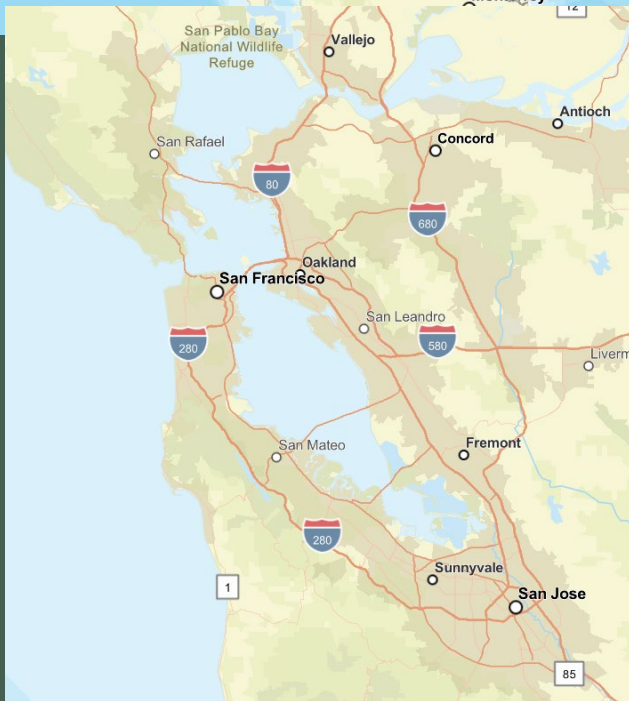 12
San Pablo Bay
National Wildlife
Refuge
Vallejo
Antioch
San Rafael
Concord
80
680
Oakland
San Francisco
San Leandro
280
580
Liverm
Fremont
San Mateo
280
Sunnyvale
1
San Jose
85